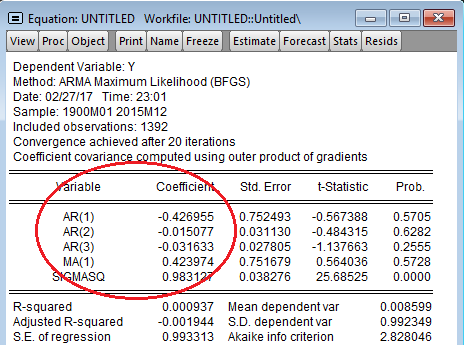 Equation: UNTITLED Workfile: UNTITLED::Untitled\
View Proc Object Print Name Freeze Estimate Forecast Stats Resids
Dependent Variable: Y
Method: ARMA Maximum Likelihood (BFGS)
Date: 02/27/17 Time: 23:01
Sample: 1900M01 2015M12
Included observations: 1392
Convergence achieved after 20 iterations
Coefficient covariance computed using outer product of gradients
Variable Coefficient Std. Error t-Statistic Prob.
AR(1) -0.426955 0.752493 -0.567388 0.5705
AR(2) -0.015077 0.031130 -0.484315 0.6282
AR(3) -0.031633 0.027805 -1.137663 0.2555
MA(1) 0.423974 0.751679 0.564036 0.5728
SIGMASQ 0.983127 0.038276 25.68525 0.0000
R-squared 0.000937 Mean dependent var 0.008599
Adjusted R-squared -0.001944 S.D. dependent var 0.992349
S.E. of regression 0.993313 Akaike info criterion 2.828046